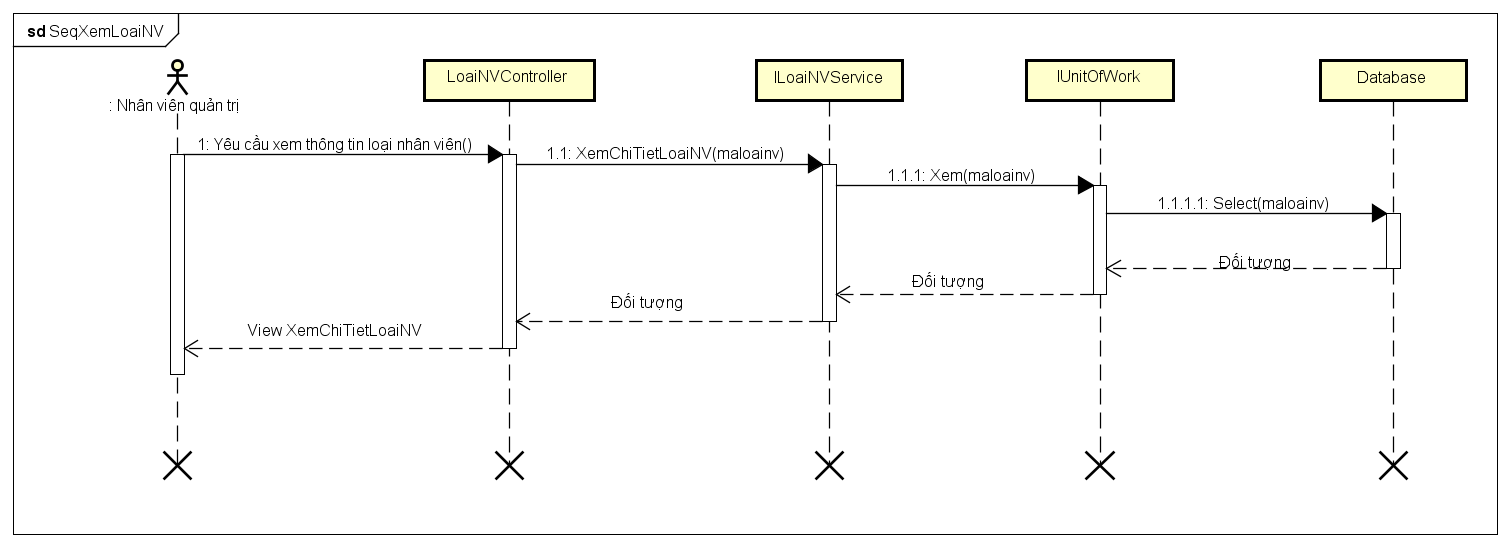 sd SeqXemLoaiNV
: Nhân viên quản trị
LoaiNVController
ILoaiNVService
IUnitOfWork
Database
1: Yêu cầu xem thông tin loại nhân viên()
1.1: XemChiTietLoaiNV(maloainv)
1.1.1: Xem(maloainv)
1.1.1.1: Select(maloainv)
Đối tượng
Đối tượng
Đối tượng
View XemChiTietLoaiNV